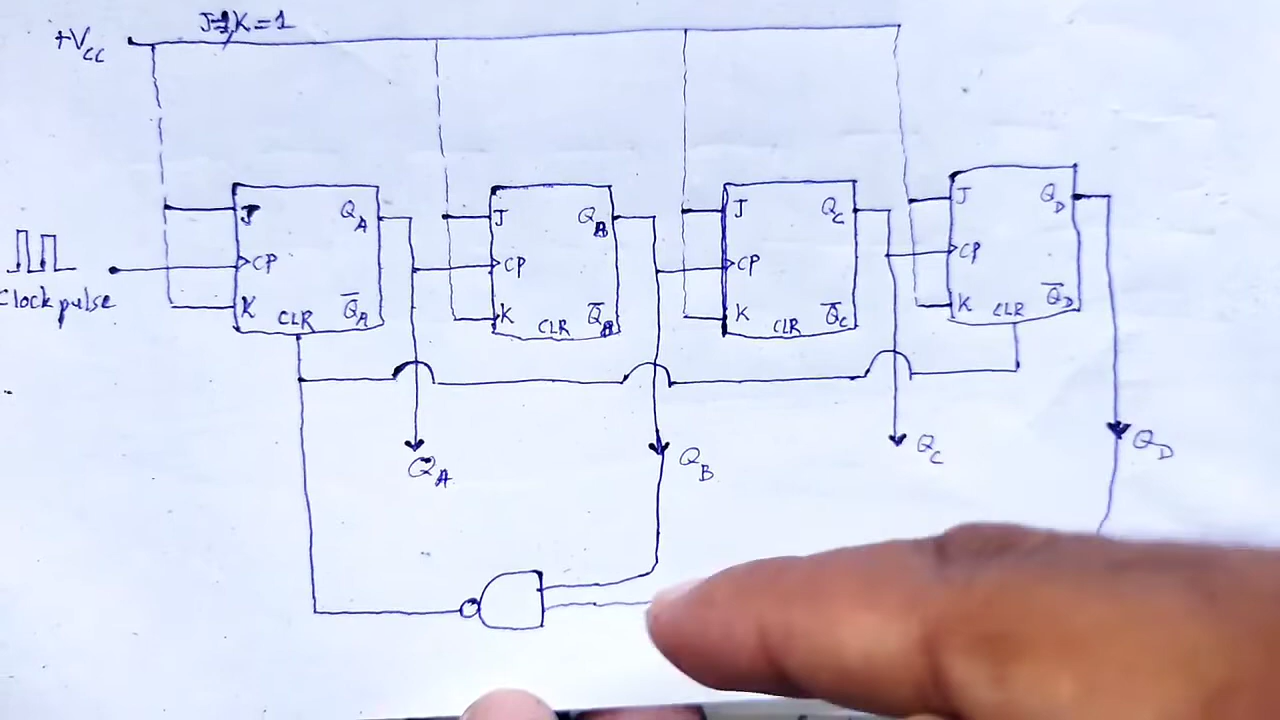 J=1,K=1
+VCC
J QA J QB J QC J QD
CP CP CP CP
Clock pulse
K CLR Q̅A K CLR Q̅B K CLR Q̅C K CLR Q̅D
QA QB QC QD